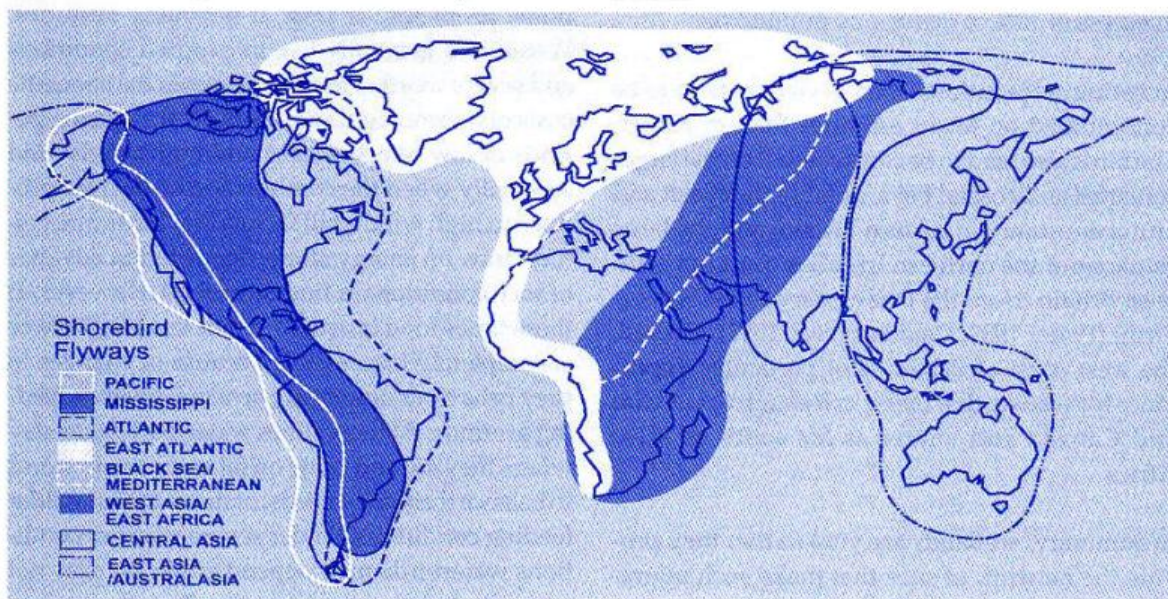 Shorebird
Flyways
PACIFIC
MISSISSIPPI
ATLANTIC
EAST ATLANTIC
BLACK SEA/
MEDITERRANEAN
WEST ASIA/
EAST AFRICA
CENTRAL ASIA
EAST ASIA
/AUSTRALASIA